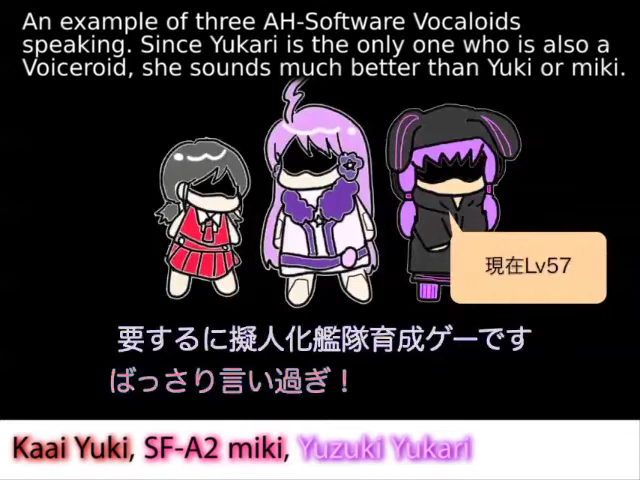 An example of three AH-Software Vocaloids
speaking. Since Yukari is the only one who is also a
Voiceroid, she sounds much better than Yuki or miki.
現在Lv57
要するに擬人化艦隊育成ゲーです
ばっさり言い過ぎ！
Kaai Yuki, SF-A2 miki, Yuzuki Yukari